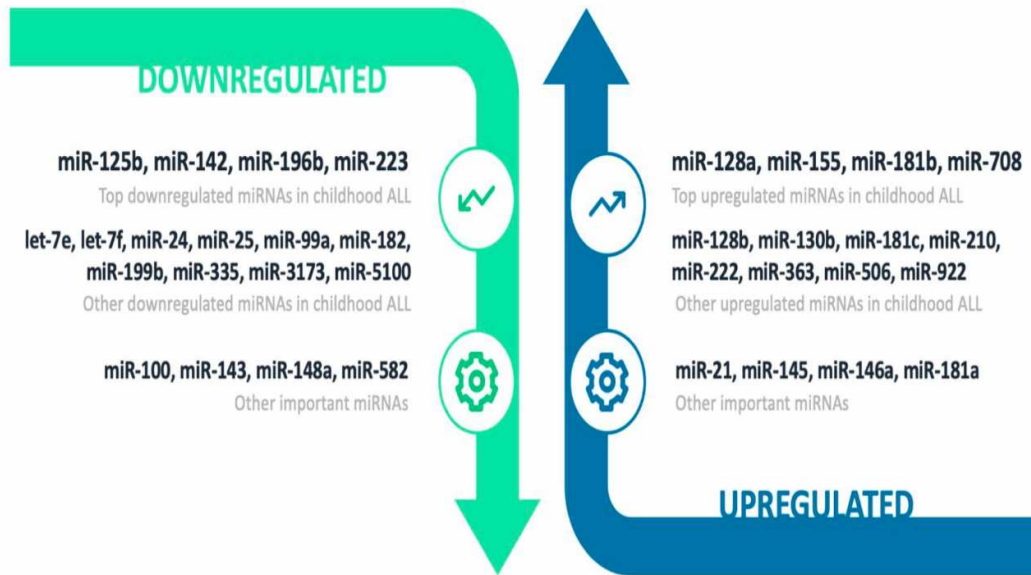 DOWNREGULATED
miR-125b, miR-142, miR-196b, miR-223
Top downregulated miRNAs in childhood ALL
let-7e, let-7f, miR-24, miR-25, miR-99a, miR-182,
miR-199b, miR-335, miR-3173, miR-5100
Other downregulated miRNAs in childhood ALL
miR-100, miR-143, miR-148a, miR-582
Other important miRNAs
miR-128a, miR-155, miR-181b, miR-708
Top upregulated miRNAs in childhood ALL
miR-128b, miR-130b, miR-181c, miR-210,
miR-222, miR-363, miR-506, miR-922
Other upregulated miRNAs in childhood ALL
miR-21, miR-145, miR-146a, miR-181a
Other important miRNAs
UPREGULATED